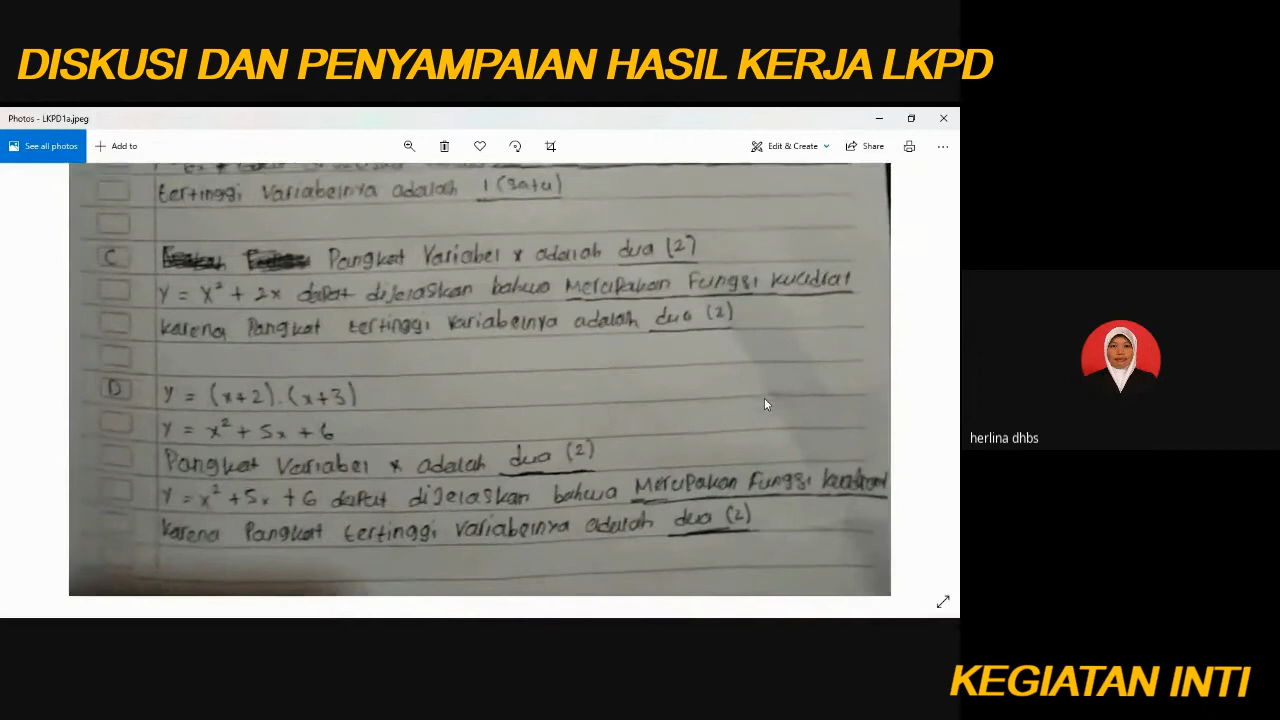 DISKUSI DAN PENYAMPAIAN HASIL KERJA LKPD
Photos - LKPD1a.jpeg
See all photos
Add to
Edit & Create
Share
tertinggi Variabelnya adalah 1 (satu)
C Pangkat Variabel x adalah dua (2)
y = x² + 2x dapat dijelaskan bahwa Merupakan Fungsi kuadrat
karena Pangkat tertinggi variabelnya adalah dua (2)
D y = (x+2).(x+3)
y = x² + 5x + 6
Pangkat Variabel x adalah dua (2)
y = x² + 5x + 6 dapat dijelaskan bahwa Merupakan Fungsi kuadrat
karena Pangkat tertinggi variabelnya adalah dua (2)
herlina dhbs
KEGIATAN INTI